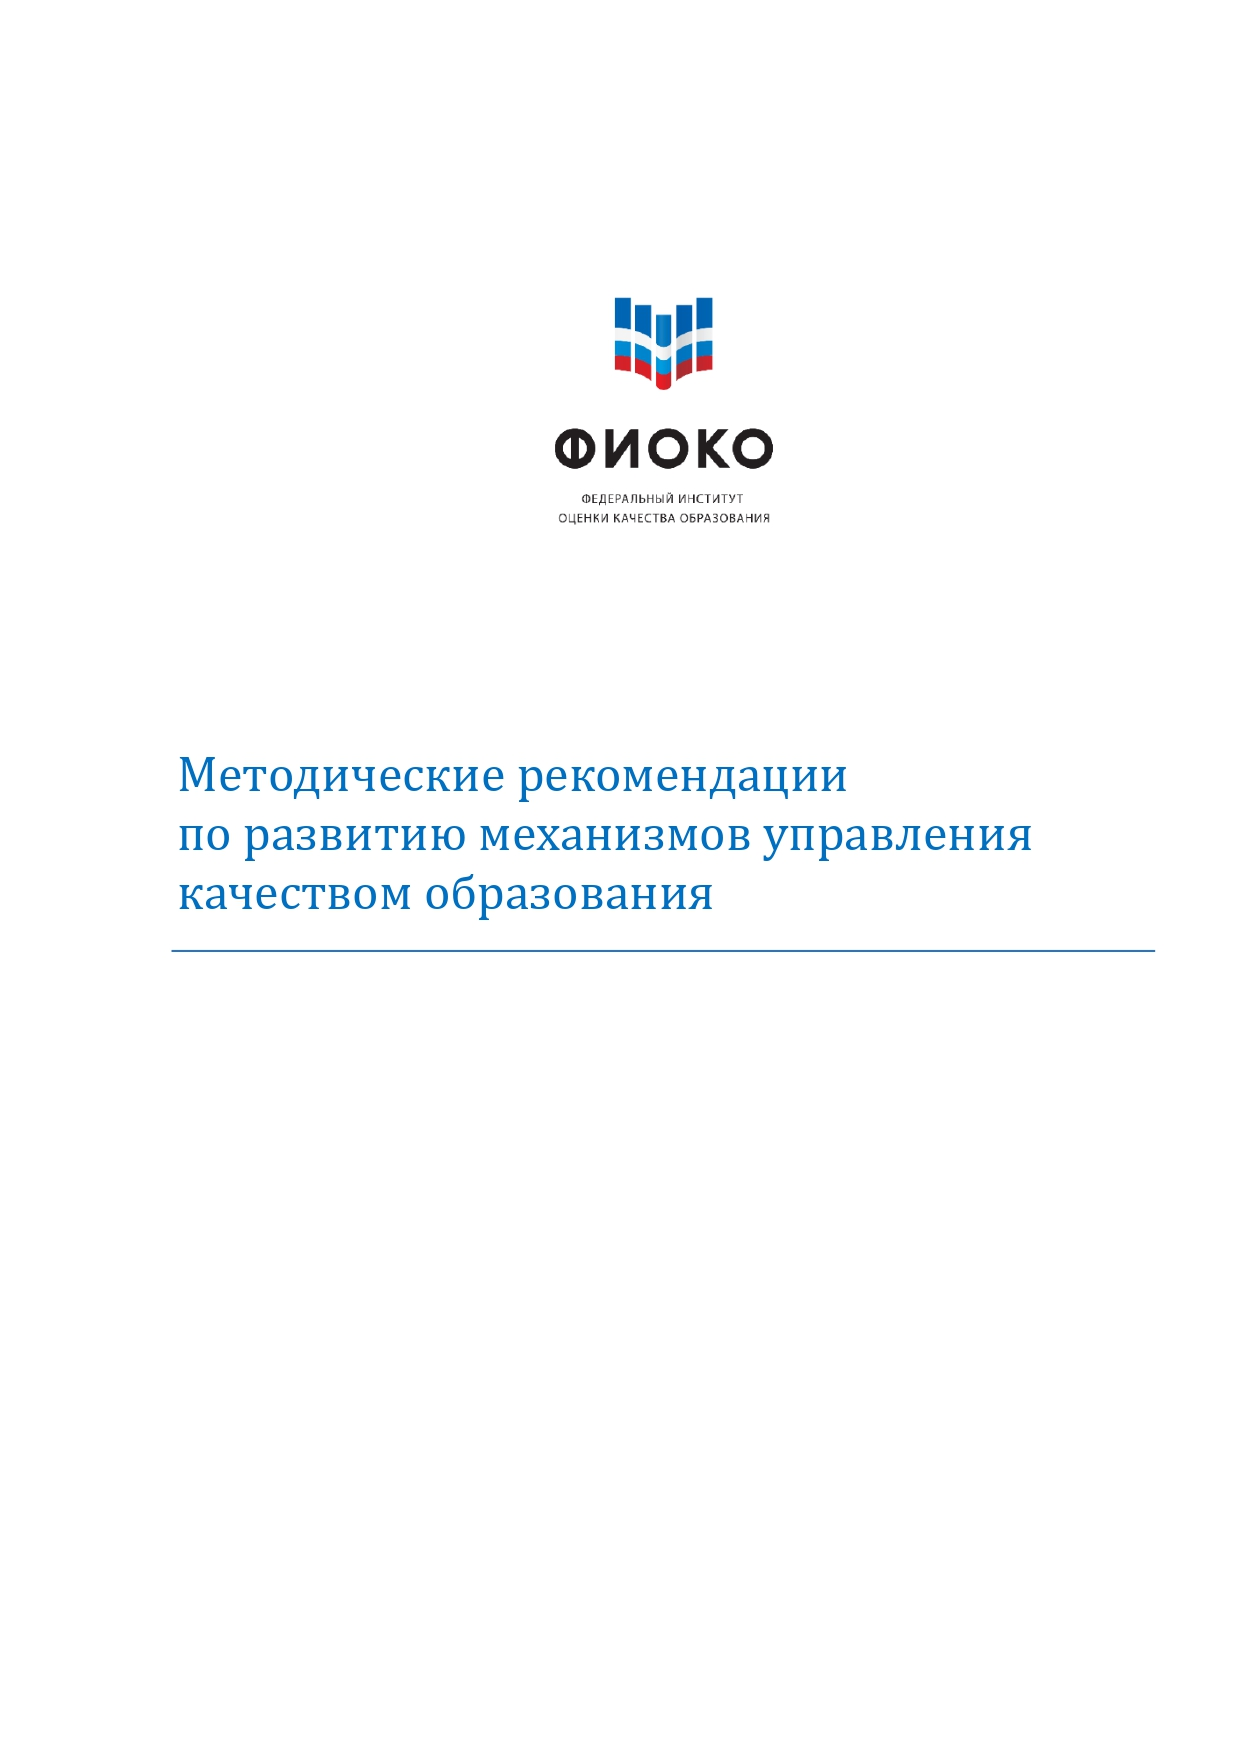 ФИОКО
ФЕДЕРАЛЬНЫЙ ИНСТИТУТ
ОЦЕНКИ КАЧЕСТВА ОБРАЗОВАНИЯ
Методические рекомендации
по развитию механизмов управления
качеством образования